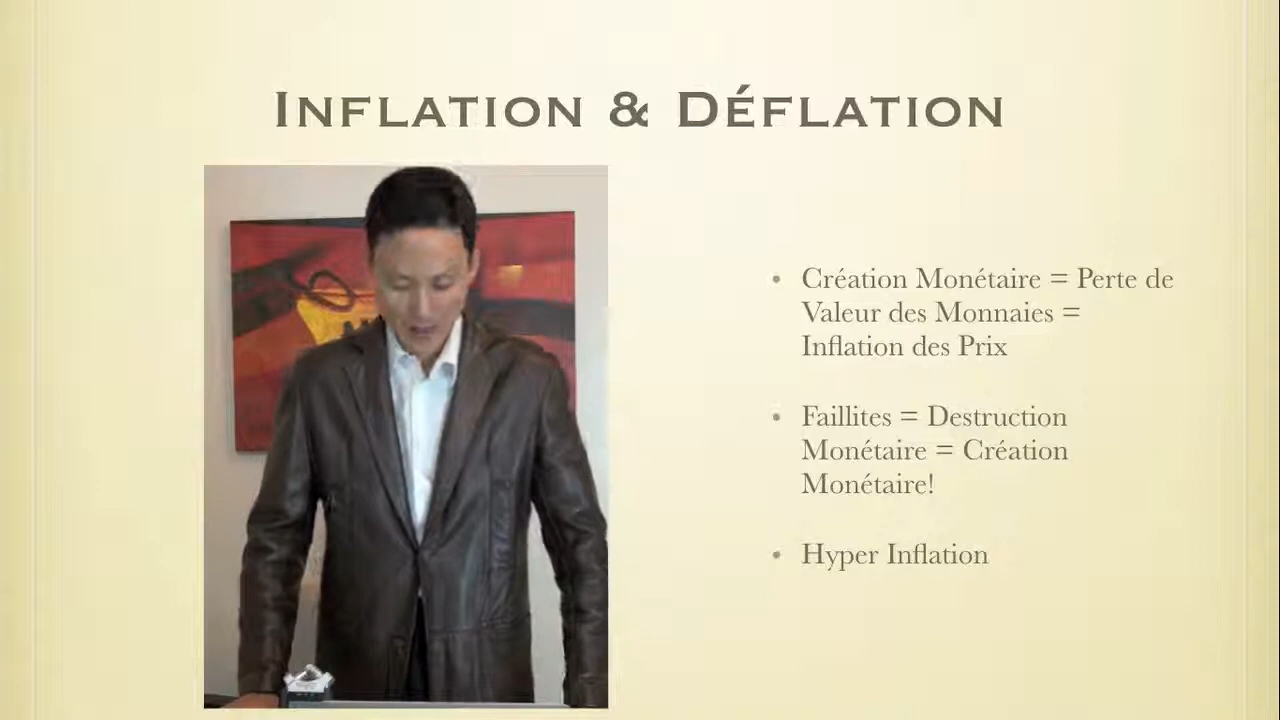 Inflation & Déflation
• Création Monétaire = Perte de
Valeur des Monnaies =
Inflation des Prix
• Faillites = Destruction
Monétaire = Création
Monétaire!
• Hyper Inflation